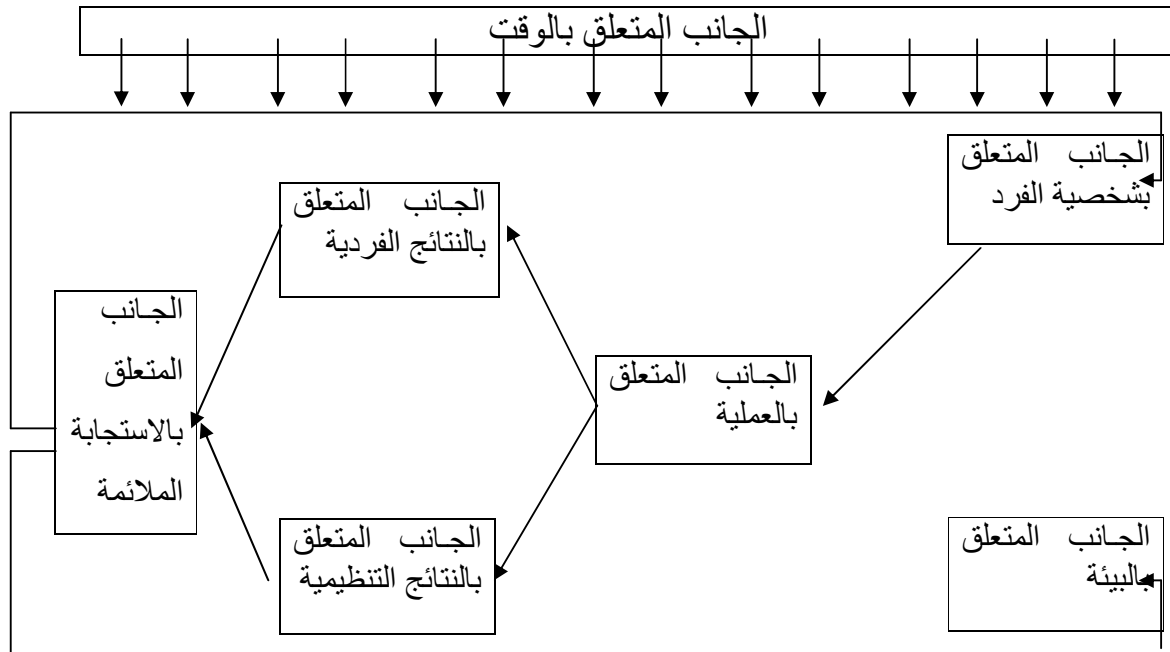 الجانب المتعلق بالوقت
الجانب المتعلق
بشخصية الفرد
الجانب المتعلق
بالنتائج الفردية
الجانب
المتعلق
بالاستجابة
الملائمة
الجانب المتعلق
بالعملية
الجانب المتعلق
بالنتائج التنظيمية
الجانب المتعلق
بالبيئة